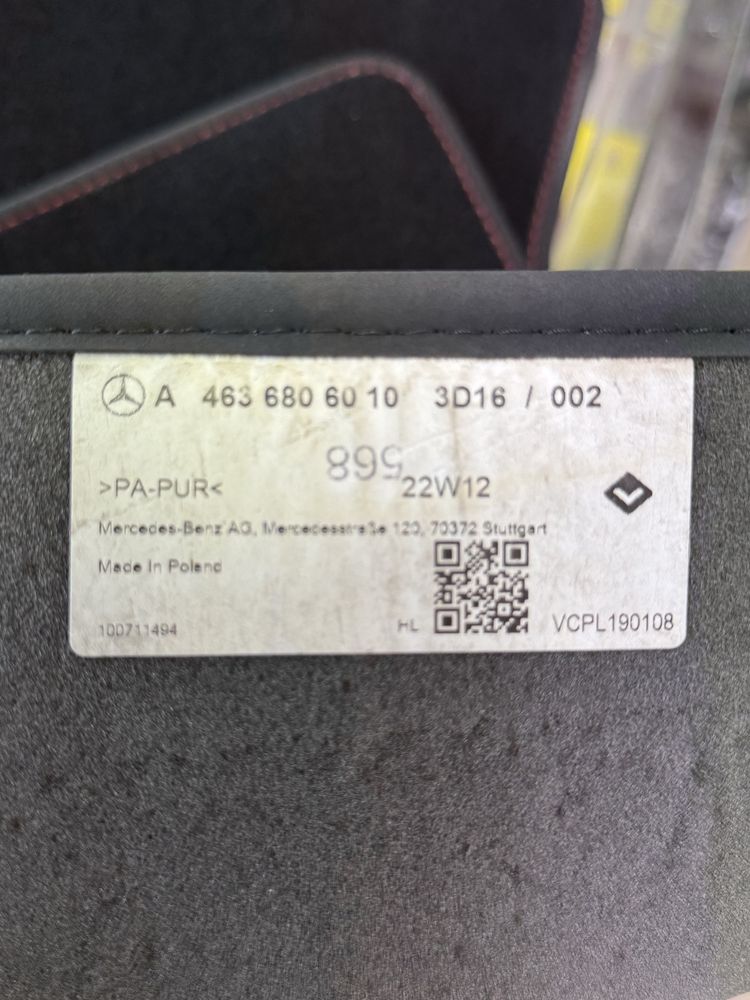 A 463 680 60 10 3D16 / 002
568
>PA-PUR< 22W12
Mercedes-Benz AG, Mercedesstraße 120, 70372 Stuttgart
Made In Poland
100711494 HL VCPL190108